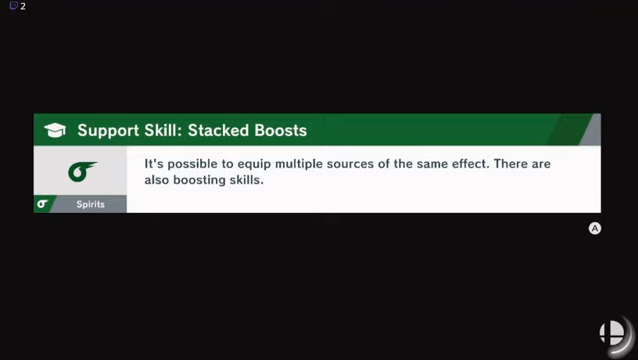 2
Support Skill: Stacked Boosts
It's possible to equip multiple sources of the same effect. There are
also boosting skills.
Spirits
A